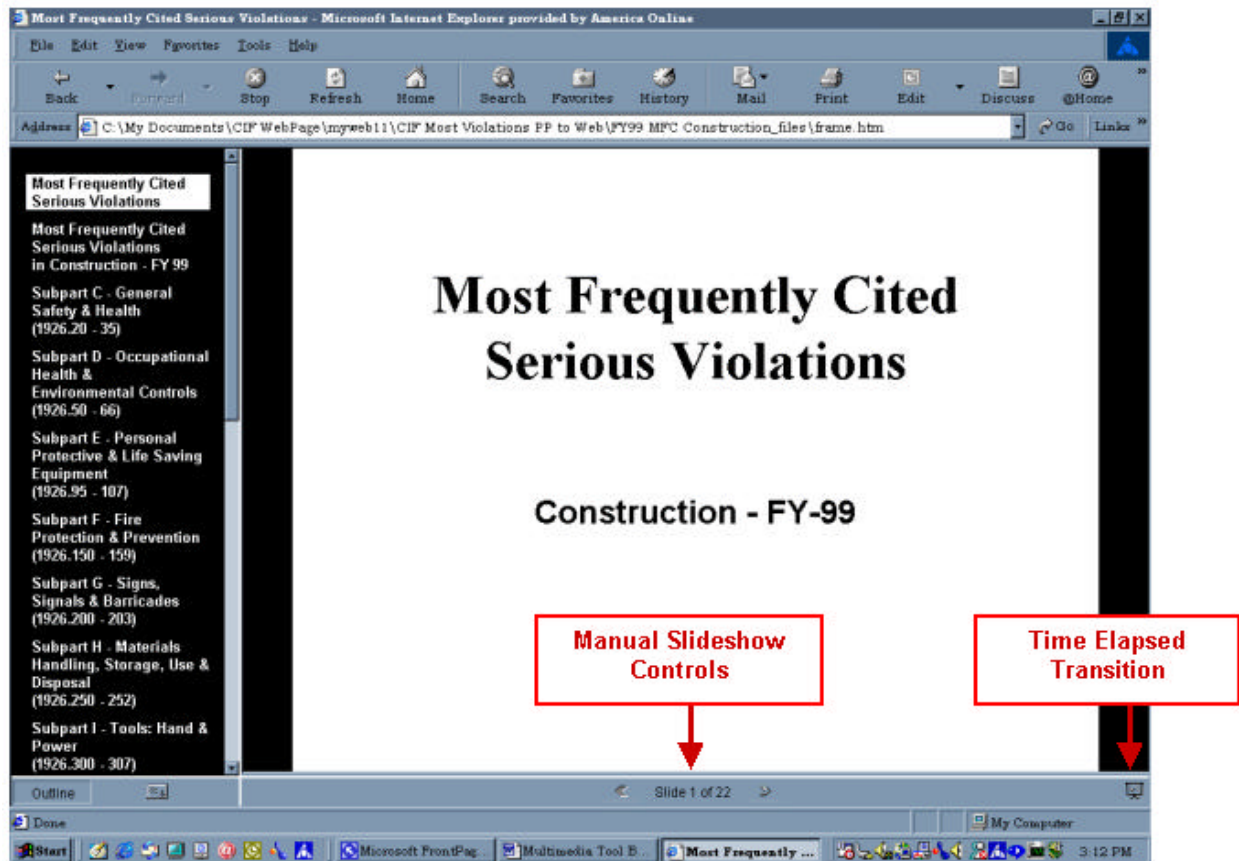 Most Frequently Cited Serious Violations - Microsoft Internet Explorer provided by America Online
File Edit View Favorites Tools Help
Back Forward Stop Refresh Home Search Favorites History Mail Print Edit Discuss @Home
Address C:\My Documents\CIF WebPage\myweb11\CIF Most Violations PP to Web\FY99 MFC Construction_files\frame.htm Go Links
Most Frequently Cited
Serious Violations
Most Frequently Cited
Serious Violations
in Construction - FY 99
Subpart C - General
Safety & Health
(1926.20 - 35)
Subpart D - Occupational
Health &
Environmental Controls
(1926.50 - 66)
Subpart E - Personal
Protective & Life Saving
Equipment
(1926.95 - 107)
Subpart F - Fire
Protection & Prevention
(1926.150 - 159)
Subpart G - Signs,
Signals & Barricades
(1926.200 - 203)
Subpart H - Materials
Handling, Storage, Use &
Disposal
(1926.250 - 252)
Subpart I - Tools: Hand &
Power
(1926.300 - 307)
Most Frequently Cited
Serious Violations
Construction - FY-99
Manual Slideshow
Controls
Time Elapsed
Transition
Outline
Slide 1 of 22
Done
My Computer
Start Microsoft FrontPag... Multimedia Tool B... Most Frequently ... 3:12 PM